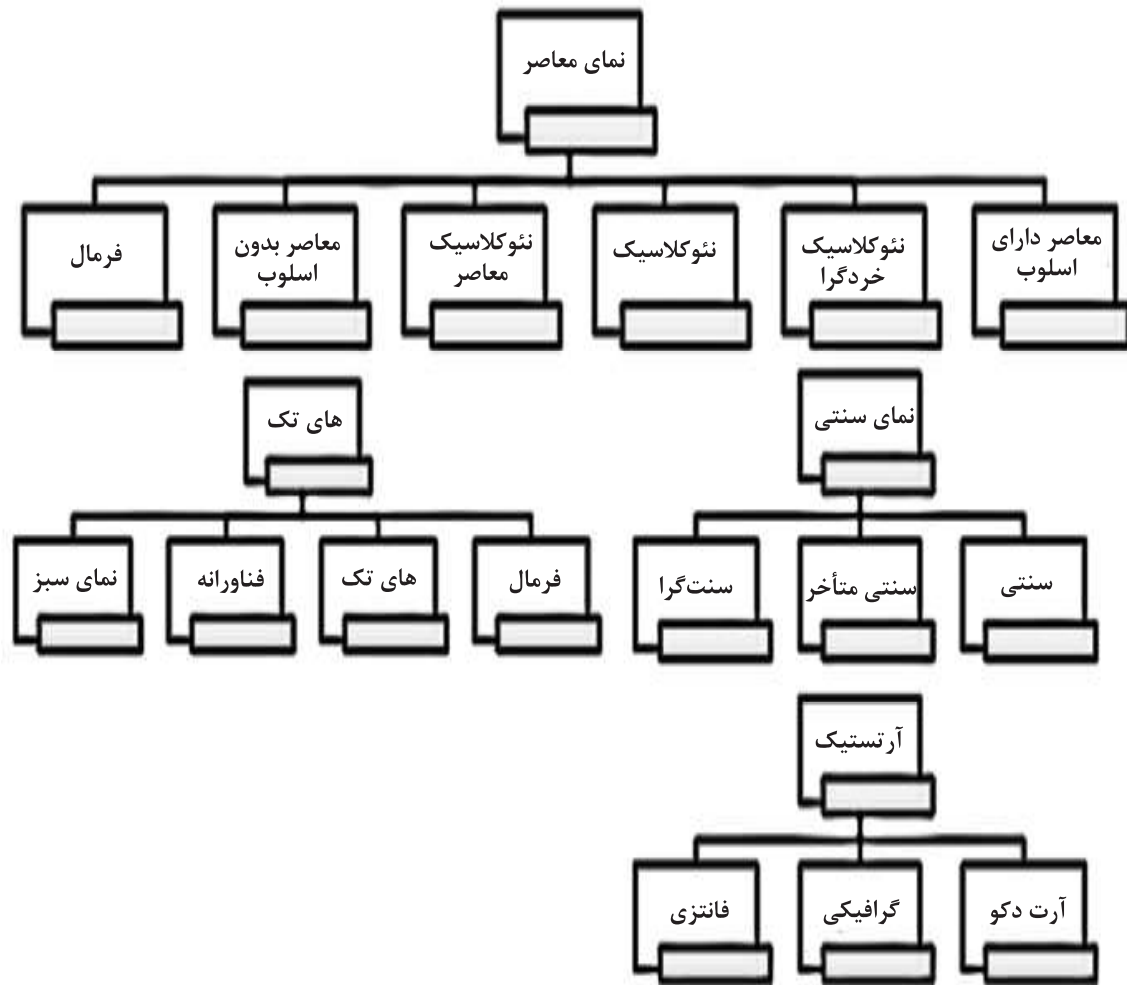 نمای معاصر
معاصر دارای
اسلوب
نئوکلاسیک
خردگرا
نئوکلاسیک
نئوکلاسیک
معاصر
معاصر بدون
اسلوب
فرمال
نمای سنتی
سنتی
سنتی متأخر
سنت‌گرا
های تک
فرمال
های تک
فناورانه
نمای سبز
آرتستیک
آرت دکو
گرافیکی
فانتزی